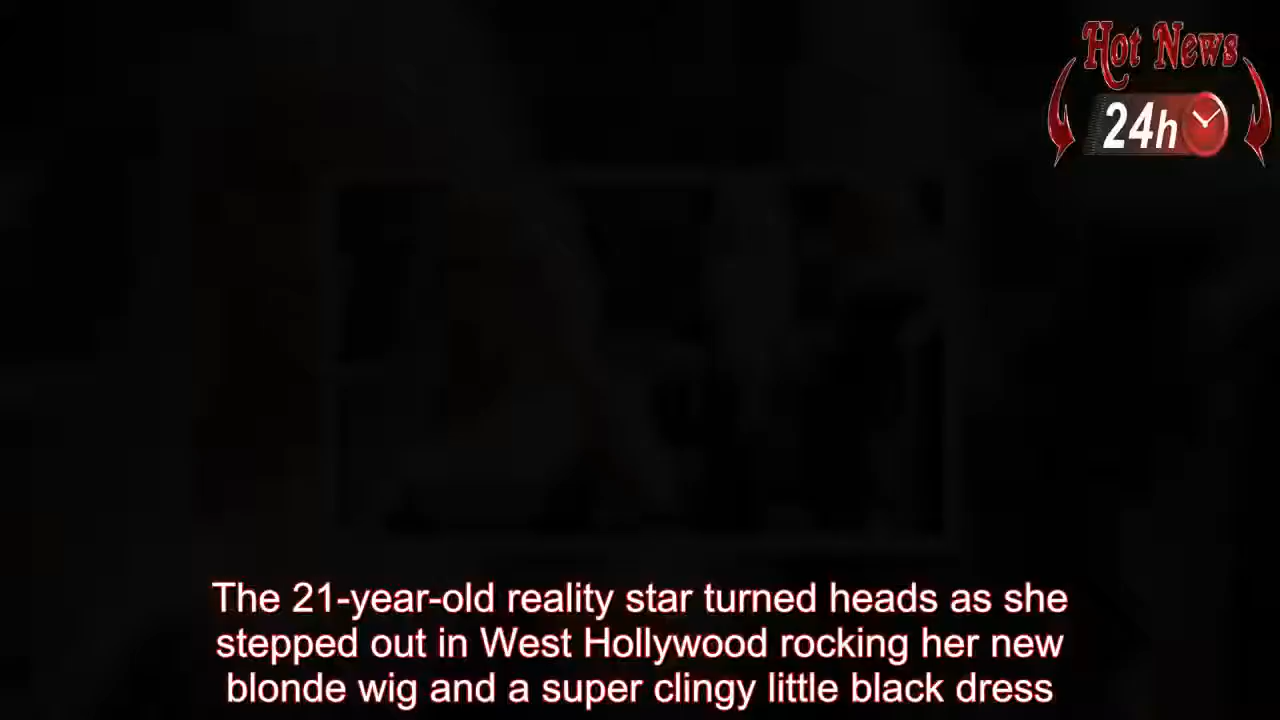 Hot News
24h
The 21-year-old reality star turned heads as she
stepped out in West Hollywood rocking her new
blonde wig and a super clingy little black dress